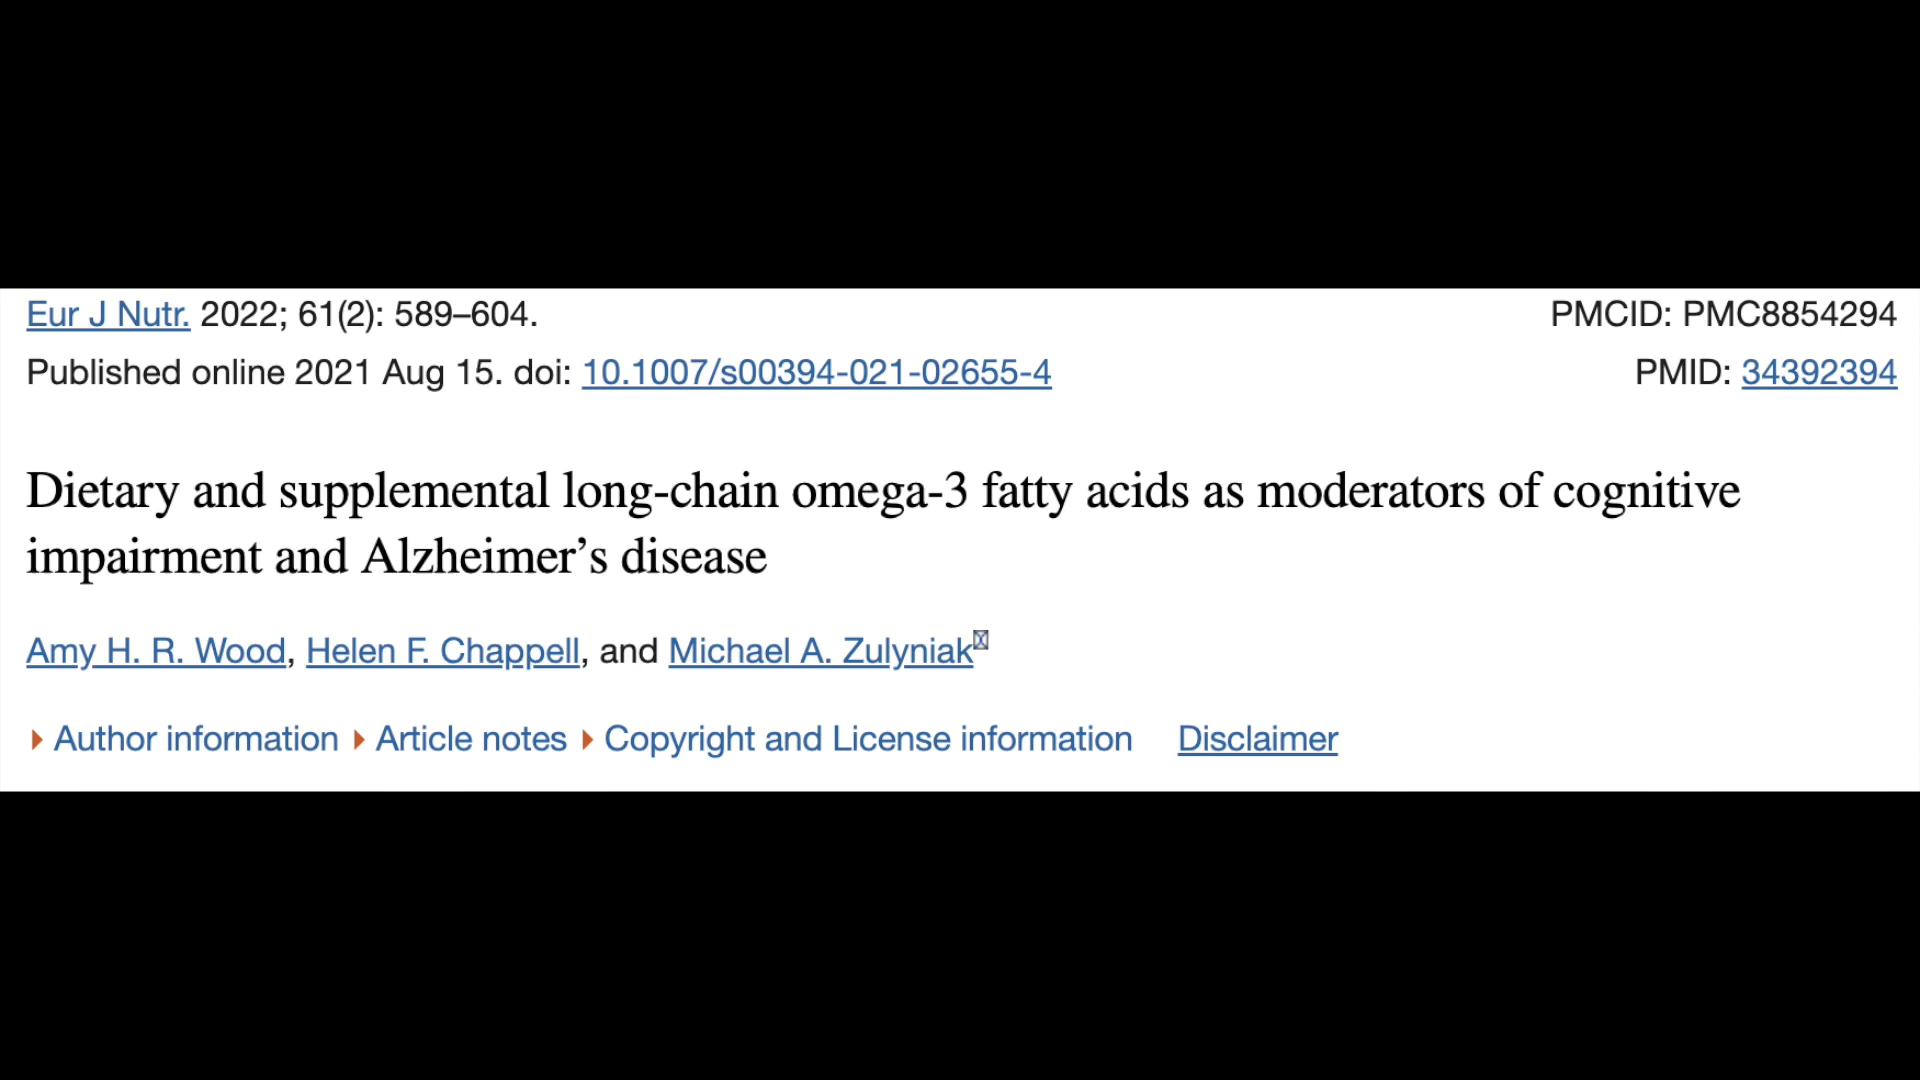 Eur J Nutr. 2022; 61(2): 589–604.
PMCID: PMC8854294
Published online 2021 Aug 15. doi: 10.1007/s00394-021-02655-4
PMID: 34392394
Dietary and supplemental long-chain omega-3 fatty acids as moderators of cognitive
impairment and Alzheimer’s disease
Amy H. R. Wood, Helen F. Chappell, and Michael A. Zulyniak
Author information Article notes Copyright and License information Disclaimer